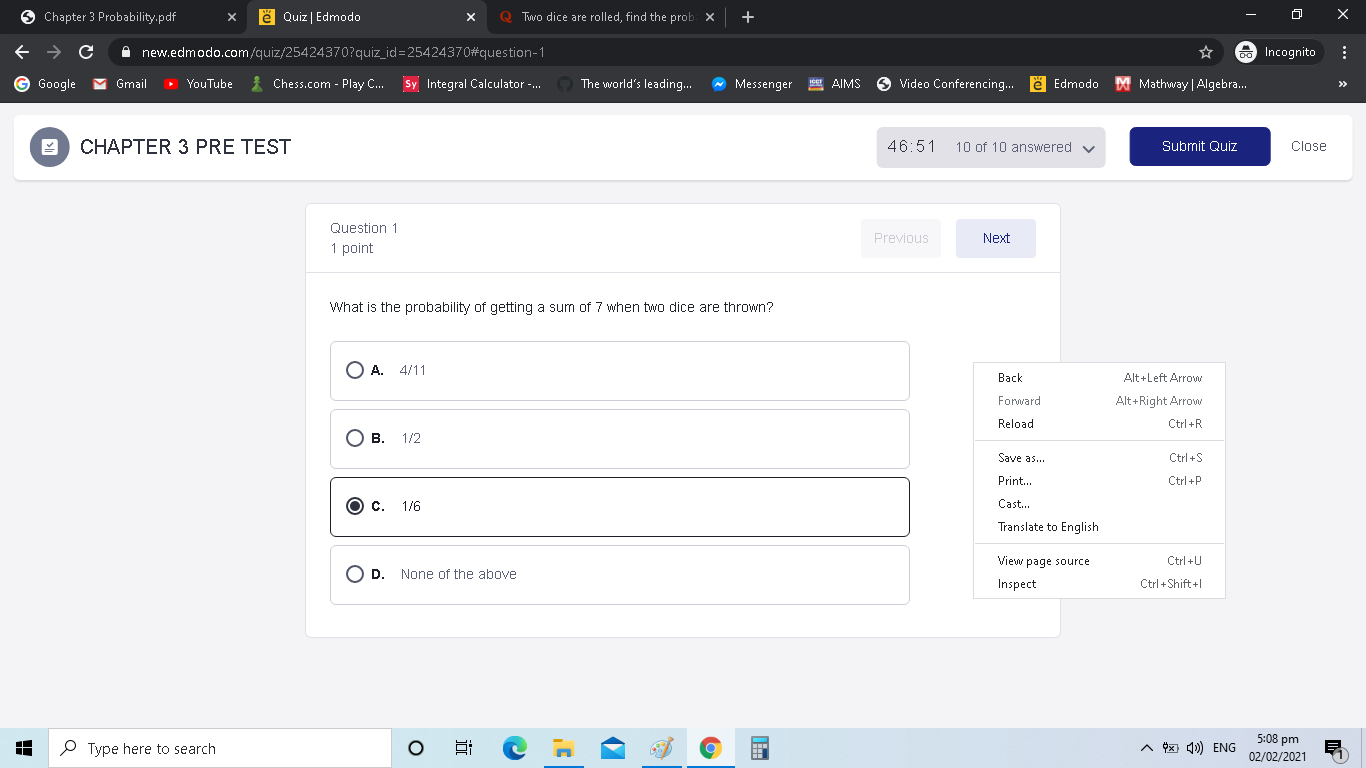 Chapter 3 Probability.pdf
Quiz | Edmodo
Two dice are rolled, find the prob
new.edmodo.com/quiz/25424370?quiz_id=25424370#question-1
Incognito
Google
Gmail
YouTube
Chess.com - Play C...
Sy
Integral Calculator -...
The world's leading...
Messenger
AIMS
Video Conferencing...
Edmodo
Mathway | Algebra...
»
CHAPTER 3 PRE TEST
46:51 10 of 10 answered
Submit Quiz
Close
Question 1
1 point
Previous
Next
What is the probability of getting a sum of 7 when two dice are thrown?
A. 4/11
B. 1/2
C. 1/6
D. None of the above
Back Alt+Left Arrow
Forward Alt+Right Arrow
Reload Ctrl+R
Save as... Ctrl+S
Print... Ctrl+P
Cast...
Translate to English
View page source Ctrl+U
Inspect Ctrl+Shift+I
Type here to search
ENG
5:08 pm
02/02/2021
1